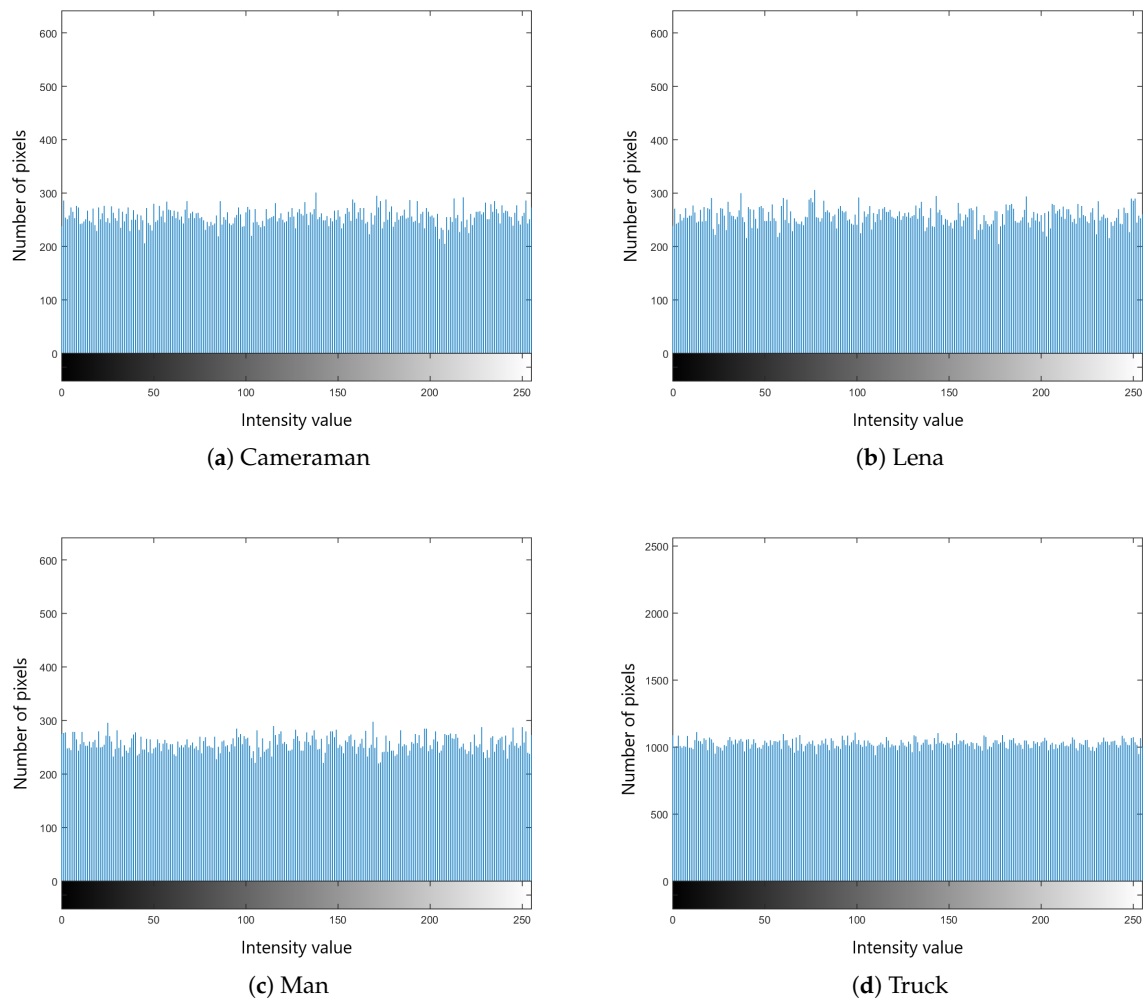 600
500
400
300
200
100
0
Number of pixels
0 50 100 150 200 250
Intensity value
(a) Cameraman
600
500
400
300
200
100
0
Number of pixels
0 50 100 150 200 250
Intensity value
(b) Lena
600
500
400
300
200
100
0
Number of pixels
0 50 100 150 200 250
Intensity value
(c) Man
2500
2000
1500
1000
500
0
Number of pixels
0 50 100 150 200 250
Intensity value
(d) Truck